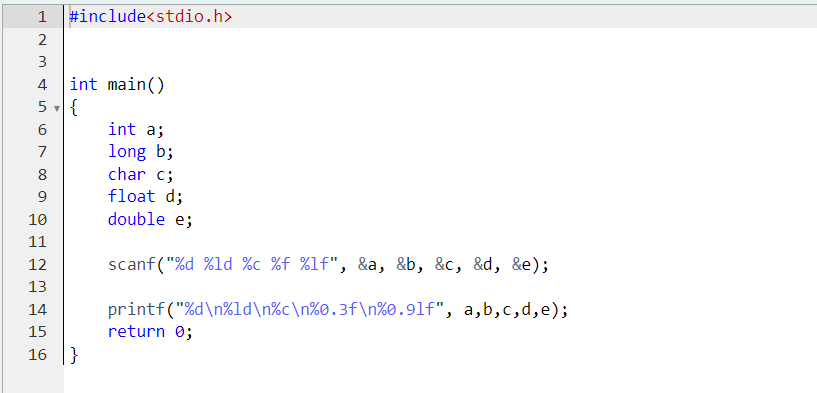 1 #include<stdio.h>
2
3
4 int main()
5 {
6     int a;
7     long b;
8     char c;
9     float d;
10     double e;
11
12     scanf("%d %ld %c %f %lf", &a, &b, &c, &d, &e);
13
14     printf("%d\n%ld\n%c\n%0.3f\n%0.9lf", a,b,c,d,e);
15     return 0;
16 }